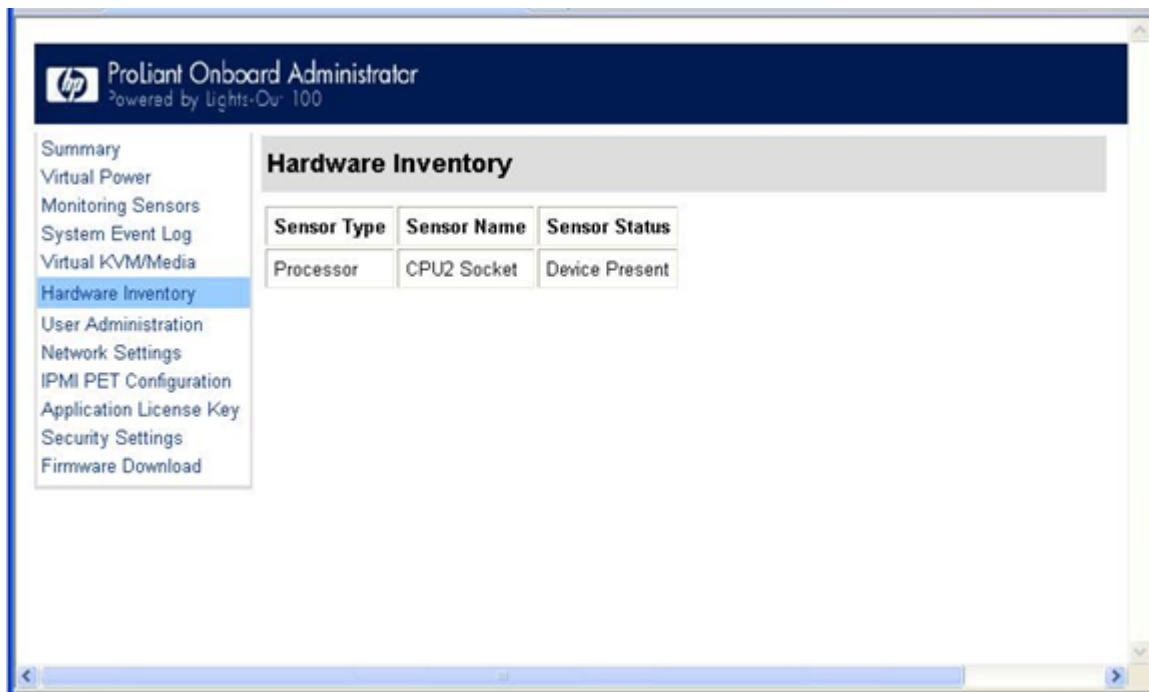 hp
ProLiant Onboard Administrator
Powered by Lights-Out 100
Summary
Virtual Power
Monitoring Sensors
System Event Log
Virtual KVM/Media
Hardware Inventory
User Administration
Network Settings
IPMI PET Configuration
Application License Key
Security Settings
Firmware Download
Hardware Inventory
Sensor Type Sensor Name Sensor Status
Processor CPU2 Socket Device Present